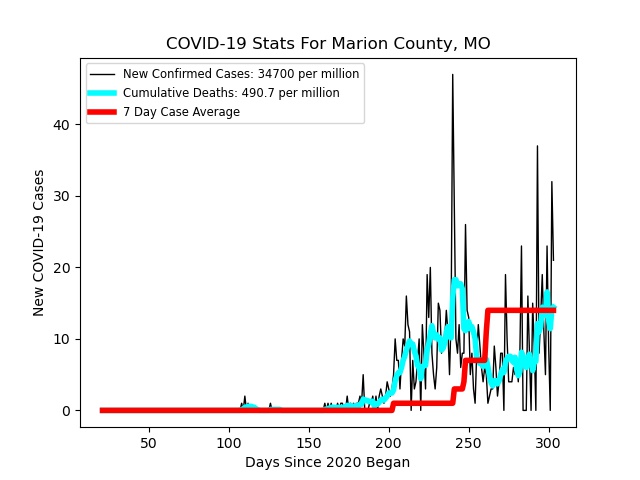 COVID-19 Stats For Marion County, MO
New Confirmed Cases: 34700 per million
Cumulative Deaths: 490.7 per million
7 Day Case Average
New COVID-19 Cases
40
30
20
10
0
50 100 150 200 250 300
Days Since 2020 Began